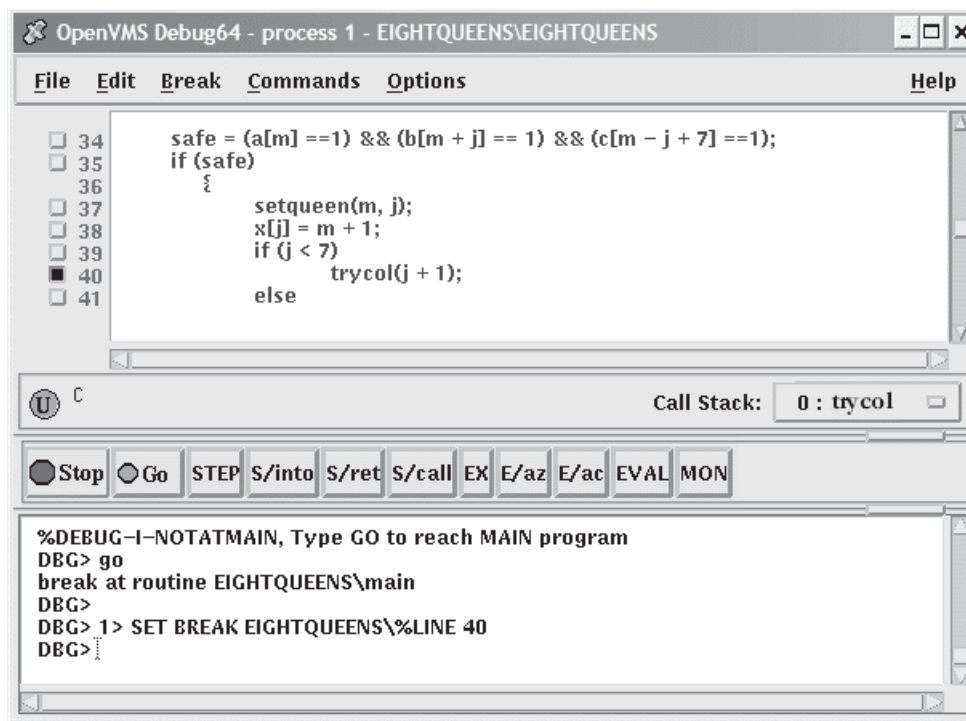 OpenVMS Debug64 - process 1 - EIGHTQUEENS\EIGHTQUEENS
File Edit Break Commands Options Help
34 safe = (a[m] ==1) && (b[m + j] == 1) && (c[m − j + 7] ==1);
35 if (safe)
36 {
37 setqueen(m, j);
38 x[j] = m + 1;
39 if (j < 7)
40 trycol(j + 1);
41 else
U C Call Stack: 0 : trycol
Stop Go STEP S/into S/ret S/call EX E/az E/ac EVAL MON
%DEBUG−I−NOTATMAIN, Type GO to reach MAIN program
DBG> go
break at routine EIGHTQUEENS\main
DBG>
DBG> 1> SET BREAK EIGHTQUEENS\%LINE 40
DBG>